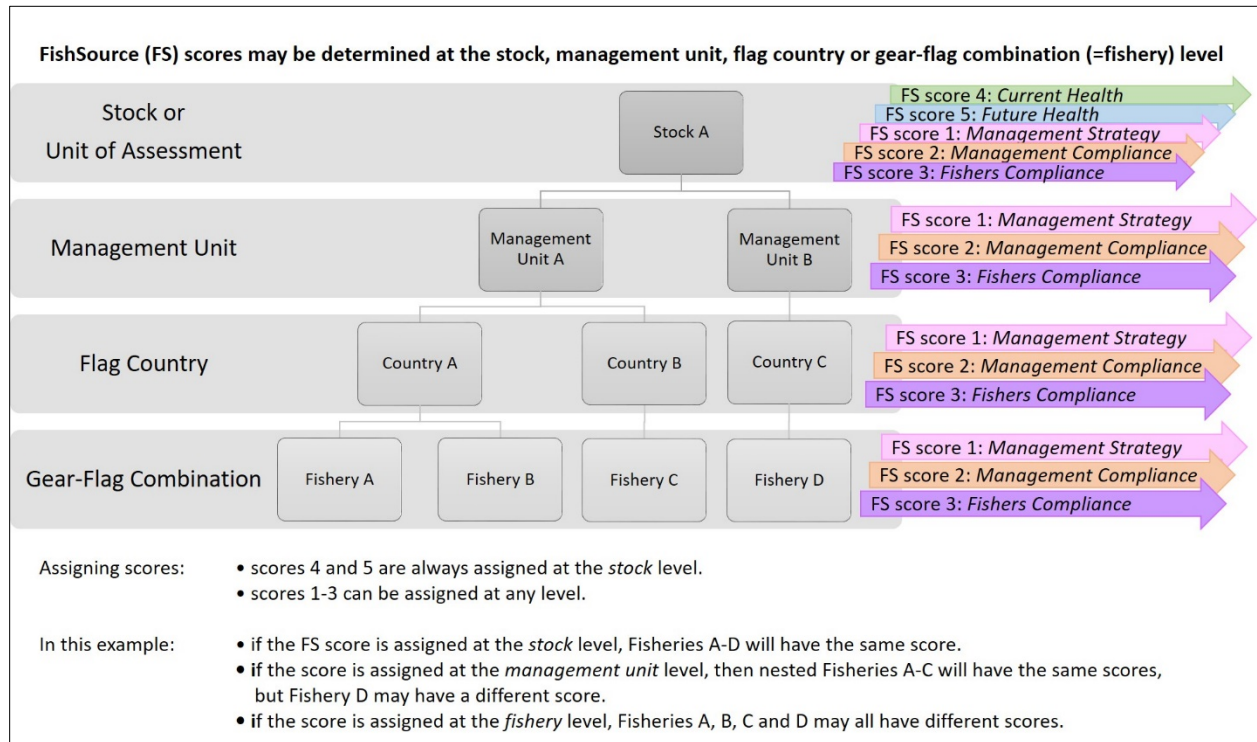 FishSource (FS) scores may be determined at the stock, management unit, flag country or gear-flag combination (=fishery) level
Stock or
Unit of Assessment
Stock A
FS score 4: Current Health
FS score 5: Future Health
FS score 1: Management Strategy
FS score 2: Management Compliance
FS score 3: Fishers Compliance
Management Unit
Management
Unit A
Management
Unit B
FS score 1: Management Strategy
FS score 2: Management Compliance
FS score 3: Fishers Compliance
Flag Country
Country A
Country B
Country C
FS score 1: Management Strategy
FS score 2: Management Compliance
FS score 3: Fishers Compliance
Gear-Flag Combination
Fishery A
Fishery B
Fishery C
Fishery D
FS score 1: Management Strategy
FS score 2: Management Compliance
FS score 3: Fishers Compliance
Assigning scores:
• scores 4 and 5 are always assigned at the stock level.
• scores 1-3 can be assigned at any level.
In this example:
• if the FS score is assigned at the stock level, Fisheries A-D will have the same score.
• if the score is assigned at the management unit level, then nested Fisheries A-C will have the same scores,
but Fishery D may have a different score.
• if the score is assigned at the fishery level, Fisheries A, B, C and D may all have different scores.